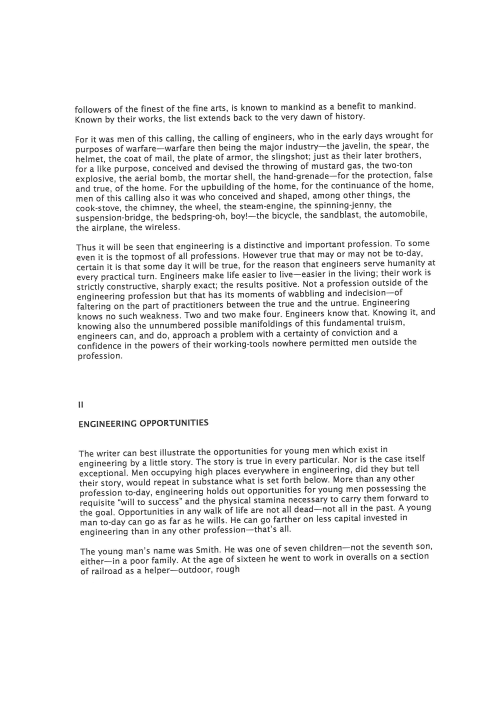 followers of the finest of the fine arts, is known to mankind as a benefit to mankind.
Known by their works, the list extends back to the very dawn of history.
For it was men of this calling, the calling of engineers, who in the early days wrought for
purposes of warfare—warfare then being the major industry—the javelin, the spear, the
helmet, the coat of mail, the plate of armor, the slingshot; just as their later brothers,
for a like purpose, conceived and devised the throwing of mustard gas, the two-ton
explosive, the aerial bomb, the mortar shell, the hand-grenade—for the protection, false
and true, of the home. For the upbuilding of the home, for the continuance of the home,
men of this calling also it was who conceived and shaped, among other things, the
cook-stove, the chimney, the wheel, the steam-engine, the spinning-jenny, the
suspension-bridge, the bedspring-oh, boy!—the bicycle, the sandblast, the automobile,
the airplane, the wireless.
Thus it will be seen that engineering is a distinctive and important profession. To some
even it is the topmost of all professions. However true that may or may not be to-day,
certain it is that some day it will be true, for the reason that engineers serve humanity at
every practical turn. Engineers make life easier to live—easier in the living; their work is
strictly constructive, sharply exact; the results positive. Not a profession outside of the
engineering profession but that has its moments of wabbling and indecision—of
faltering on the part of practitioners between the true and the untrue. Engineering
knows no such weakness. Two and two make four. Engineers know that. Knowing it, and
knowing also the unnumbered possible manifoldings of this fundamental truism,
engineers can, and do, approach a problem with a certainty of conviction and a
confidence in the powers of their working-tools nowhere permitted men outside the
profession.
II
ENGINEERING OPPORTUNITIES
The writer can best illustrate the opportunities for young men which exist in
engineering by a little story. The story is true in every particular. Nor is the case itself
exceptional. Men occupying high places everywhere in engineering, did they but tell
their story, would repeat in substance what is set forth below. More than any other
profession to-day, engineering holds out opportunities for young men possessing the
requisite "will to success" and the physical stamina necessary to carry them forward to
the goal. Opportunities in any walk of life are not all dead—not all in the past. A young
man to-day can go as far as he wills. He can go farther on less capital invested in
engineering than in any other profession—that's all.
The young man's name was Smith. He was one of seven children—not the seventh son,
either—in a poor family. At the age of sixteen he went to work in overalls on a section
of railroad as a helper—outdoor, rough